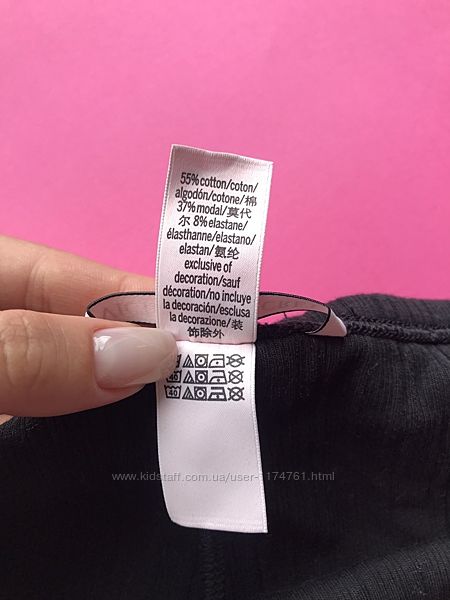 55% cotton/coton/
algodón/cotone/棉
37% modal/莫代
尔 8% elastane/
élasthanne/elastano/
elastan/氨纶
exclusive of
decoration/sauf
décoration/no incluye
la decoración/esclusa
la decorazione/装
饰除外
40
40
www.kidstaff.com.ua/user-1174761.html